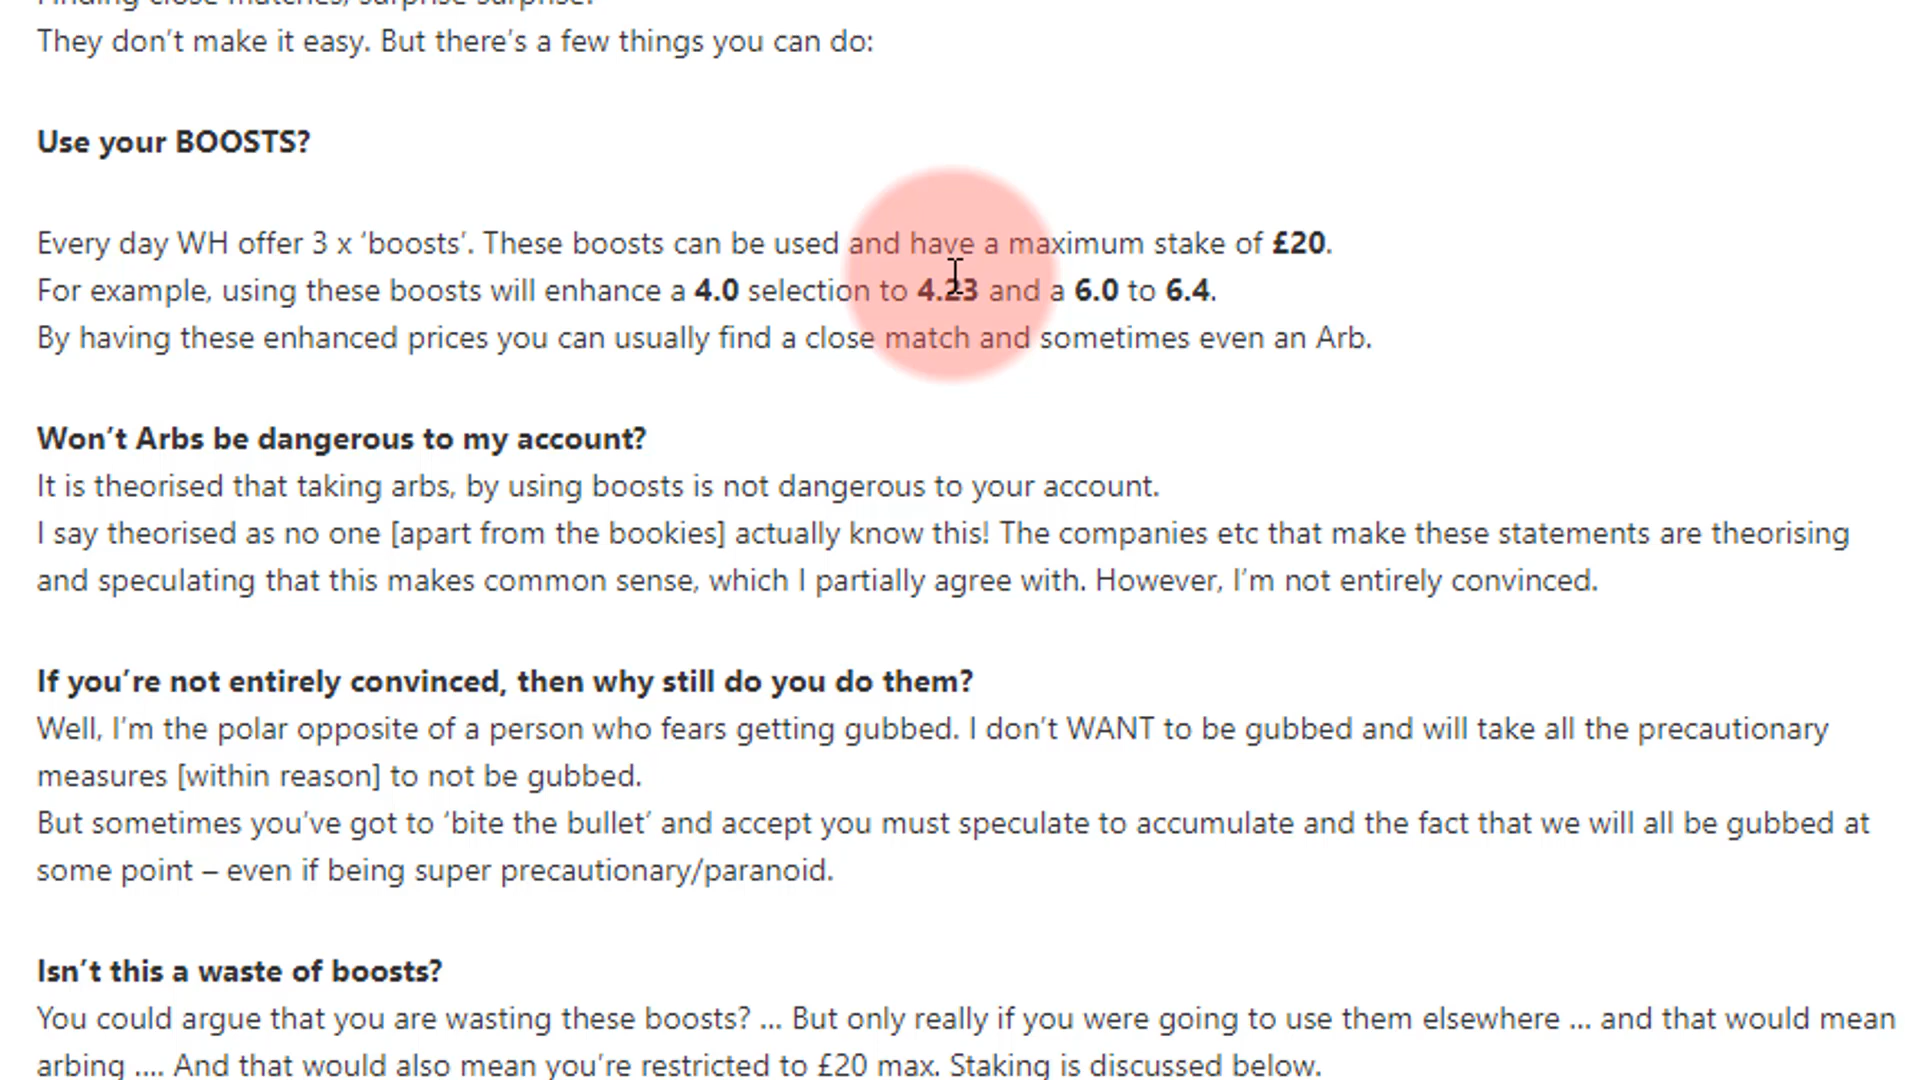 Finding close matches, surprise surprise!
They don’t make it easy. But there’s a few things you can do:
Use your BOOSTS?
Every day WH offer 3 x ‘boosts’. These boosts can be used and have a maximum stake of £20.
For example, using these boosts will enhance a 4.0 selection to 4.23 and a 6.0 to 6.4.
By having these enhanced prices you can usually find a close match and sometimes even an Arb.
Won’t Arbs be dangerous to my account?
It is theorised that taking arbs, by using boosts is not dangerous to your account.
I say theorised as no one [apart from the bookies] actually know this! The companies etc that make these statements are theorising
and speculating that this makes common sense, which I partially agree with. However, I’m not entirely convinced.
If you’re not entirely convinced, then why still do you do them?
Well, I’m the polar opposite of a person who fears getting gubbed. I don’t WANT to be gubbed and will take all the precautionary
measures [within reason] to not be gubbed.
But sometimes you’ve got to ‘bite the bullet’ and accept you must speculate to accumulate and the fact that we will all be gubbed at
some point – even if being super precautionary/paranoid.
Isn’t this a waste of boosts?
You could argue that you are wasting these boosts? ... But only really if you were going to use them elsewhere ... and that would mean
arbing .... And that would also mean you’re restricted to £20 max. Staking is discussed below.